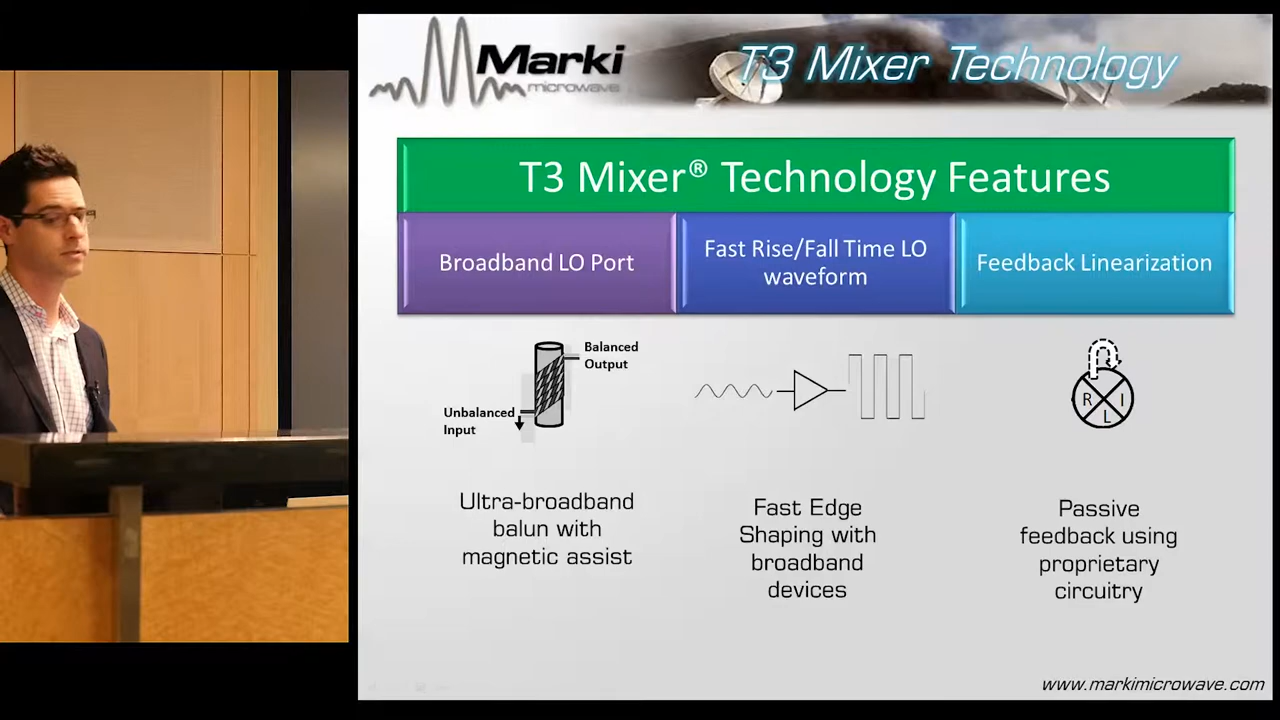 Marki
microwave
T3 Mixer Technology
T3 Mixer® Technology Features
Broadband LO Port
Fast Rise/Fall Time LO
waveform
Feedback Linearization
Balanced
Output
Unbalanced
Input
R
I
L
Ultra-broadband
balun with
magnetic assist
Fast Edge
Shaping with
broadband
devices
Passive
feedback using
proprietary
circuitry
www.markimicrowave.com